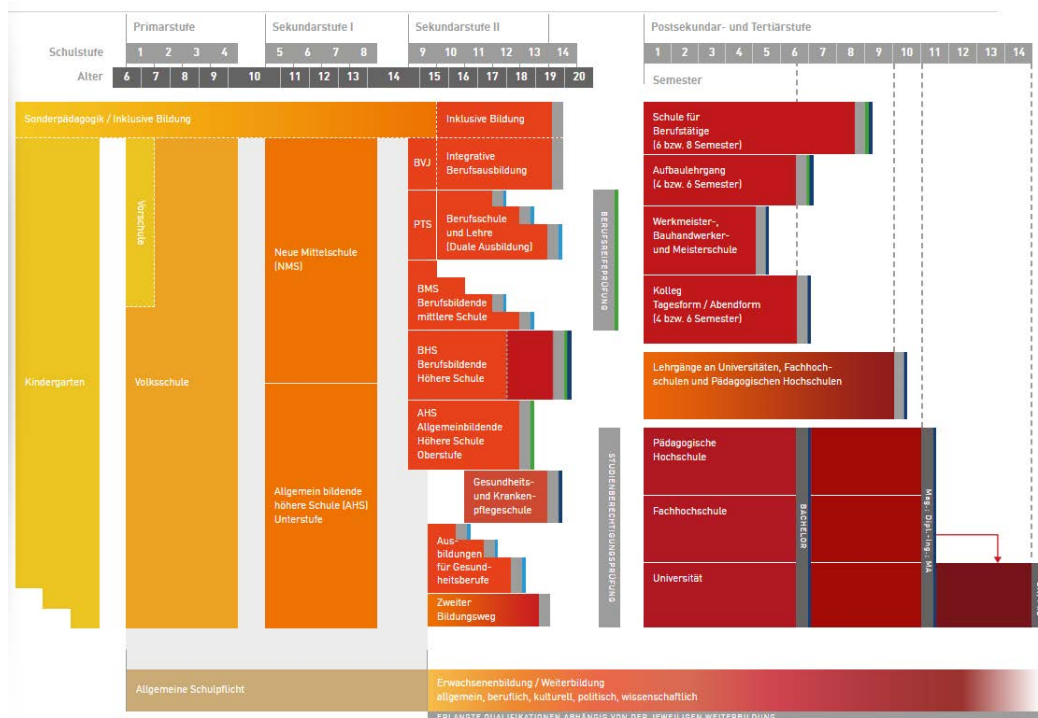 Primarstufe
Sekundarstufe I
Sekundarstufe II
Postsekundar- und Tertiärstufe
Schulstufe
1 2 3 4
5 6 7 8
9 10 11 12 13 14
1 2 3 4 5 6 7 8 9 10 11 12 13 14
Alter
6 7 8 9 10 11 12 13 14 15 16 17 18 19 20
Semester
Sonderpädagogik / Inklusive Bildung
Inklusive Bildung
Kindergarten
Vorschule
Volksschule
Neue Mittelschule
(NMS)
Allgemein bildende
höhere Schule (AHS)
Unterstufe
BVJ
Integrative
Berufsausbildung
PTS
Berufsschule
und Lehre
(Duale Ausbildung)
BMS
Berufsbildende
mittlere Schule
BHS
Berufsbildende
Höhere Schule
AHS
Allgemeinbildende
Höhere Schule
Oberstufe
Gesundheits-
und Kranken-
pflegeschule
Aus-
bildungen
für Gesund-
heitsberufe
Zweiter
Bildungsweg
BERUFSREIFEPRÜFUNG
STUDIENBERECHTIGUNGSPRÜFUNG
Schule für
Berufstätige
(6 bzw. 8 Semester)
Aufbaulehrgang
(4 bzw. 6 Semester)
Werkmeister-,
Bauhandwerker-
und Meisterschule
Kolleg
Tagesform / Abendform
(4 bzw. 6 Semester)
Lehrgänge an Universitäten, Fachhoch-
schulen und Pädagogischen Hochschulen
Pädagogische
Hochschule
Fachhochschule
Universität
BACHELOR
Mag.; Dipl.-Ing.; MA
Allgemeine Schulpflicht
Erwachsenenbildung / Weiterbildung
allgemein, beruflich, kulturell, politisch, wissenschaftlich
ERLANGTE QUALIFIKATIONEN ABHÄNGIG VON DER JEWEILIGEN WEITERBILDUNG